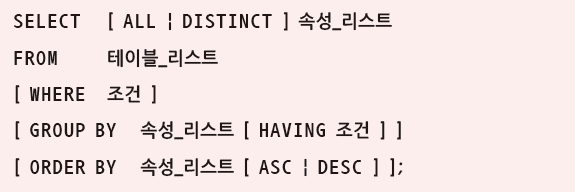 SELECT [ ALL ¦ DISTINCT ] 속성_리스트
FROM 테이블_리스트
[ WHERE 조건 ]
[ GROUP BY 속성_리스트 [ HAVING 조건 ] ]
[ ORDER BY 속성_리스트 [ ASC ¦ DESC ] ];